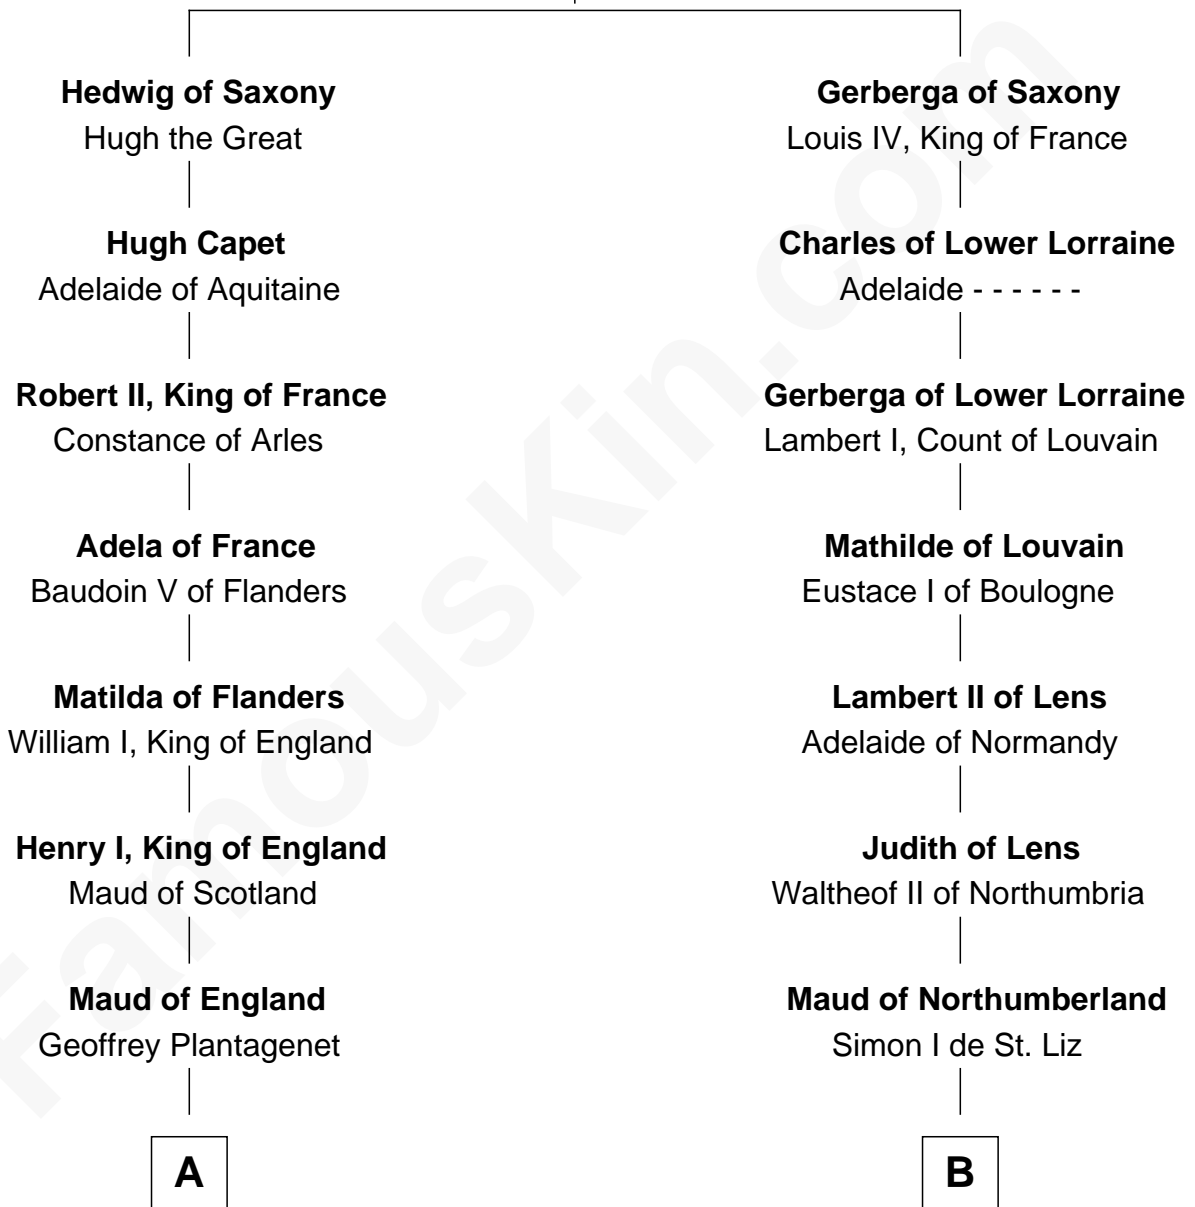 Hedwig of Saxony
Hugh the Great
Hugh Capet
Adelaide of Aquitaine
Robert II, King of France
Constance of Arles
Adela of France
Baudoin V of Flanders
Matilda of Flanders
William I, King of England
Henry I, King of England
Maud of Scotland
Maud of England
Geoffrey Plantagenet
A
Gerberga of Saxony
Louis IV, King of France
Charles of Lower Lorraine
Adelaide - - - - - -
Gerberga of Lower Lorraine
Lambert I, Count of Louvain
Mathilde of Louvain
Eustace I of Boulogne
Lambert II of Lens
Adelaide of Normandy
Judith of Lens
Waltheof II of Northumbria
Maud of Northumberland
Simon I de St. Liz
B
FamousKin.com